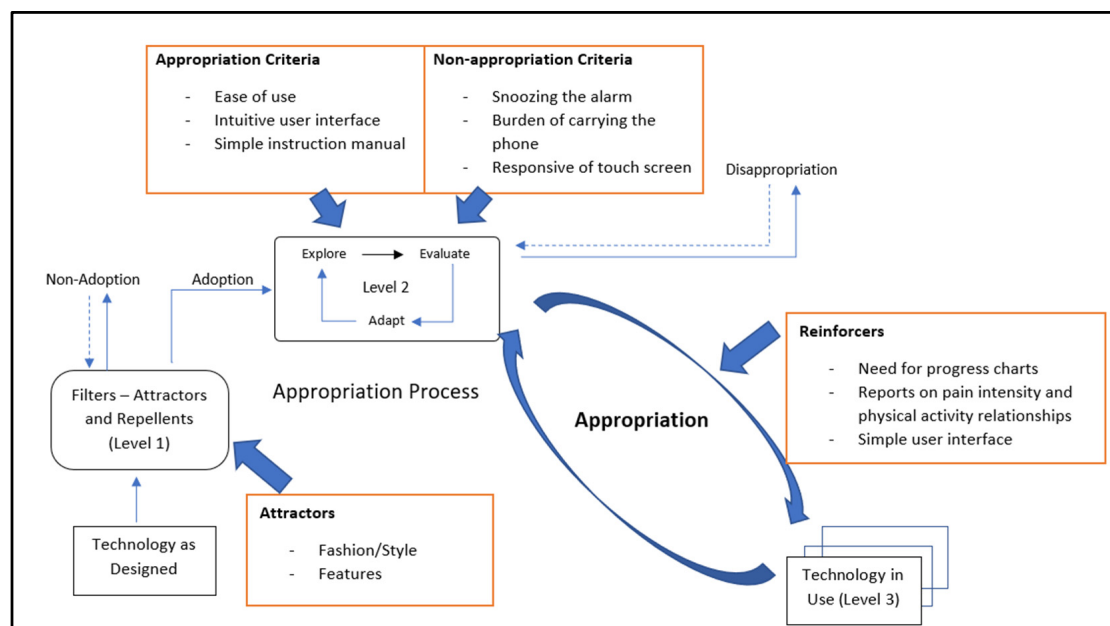 Appropriation Criteria
- Ease of use
- Intuitive user interface
- Simple instruction manual
Non-appropriation Criteria
- Snoozing the alarm
- Burden of carrying the
phone
- Responsive of touch screen
Disappropriation
Explore
Evaluate
Level 2
Adapt
Non-Adoption
Adoption
Appropriation Process
Filters – Attractors
and Repellents
(Level 1)
Reinforcers
- Need for progress charts
- Reports on pain intensity and
physical activity relationships
- Simple user interface
Appropriation
Attractors
- Fashion/Style
- Features
Technology as
Designed
Technology in
Use (Level 3)